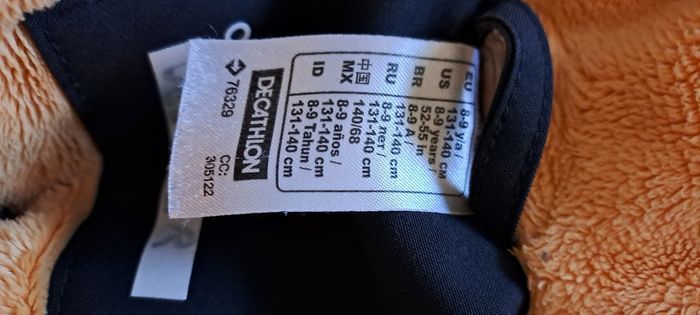 EU 8-9 y/a /
131-140 cм
US 8-9 years /
52-55 in
BR 8-9 A /
131-140 cm
RU 8-9 лет /
131-140 cm
中国 140/68
MX 8-9 años /
131-140 cm
ID 8-9 Tahun /
131-140 cm
DECATHLON
76329
CC:
305122